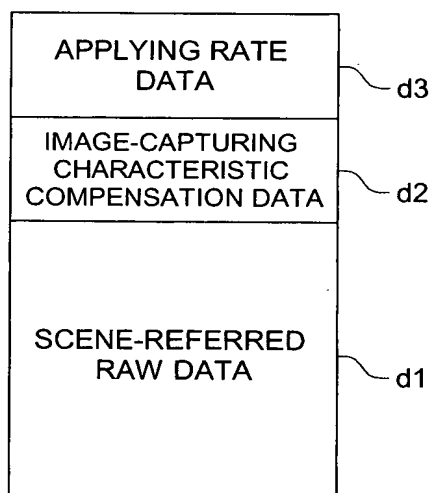 APPLYING RATE
DATA
d3
IMAGE-CAPTURING
CHARACTERISTIC
COMPENSATION DATA
d2
SCENE-REFERRED
RAW DATA
d1